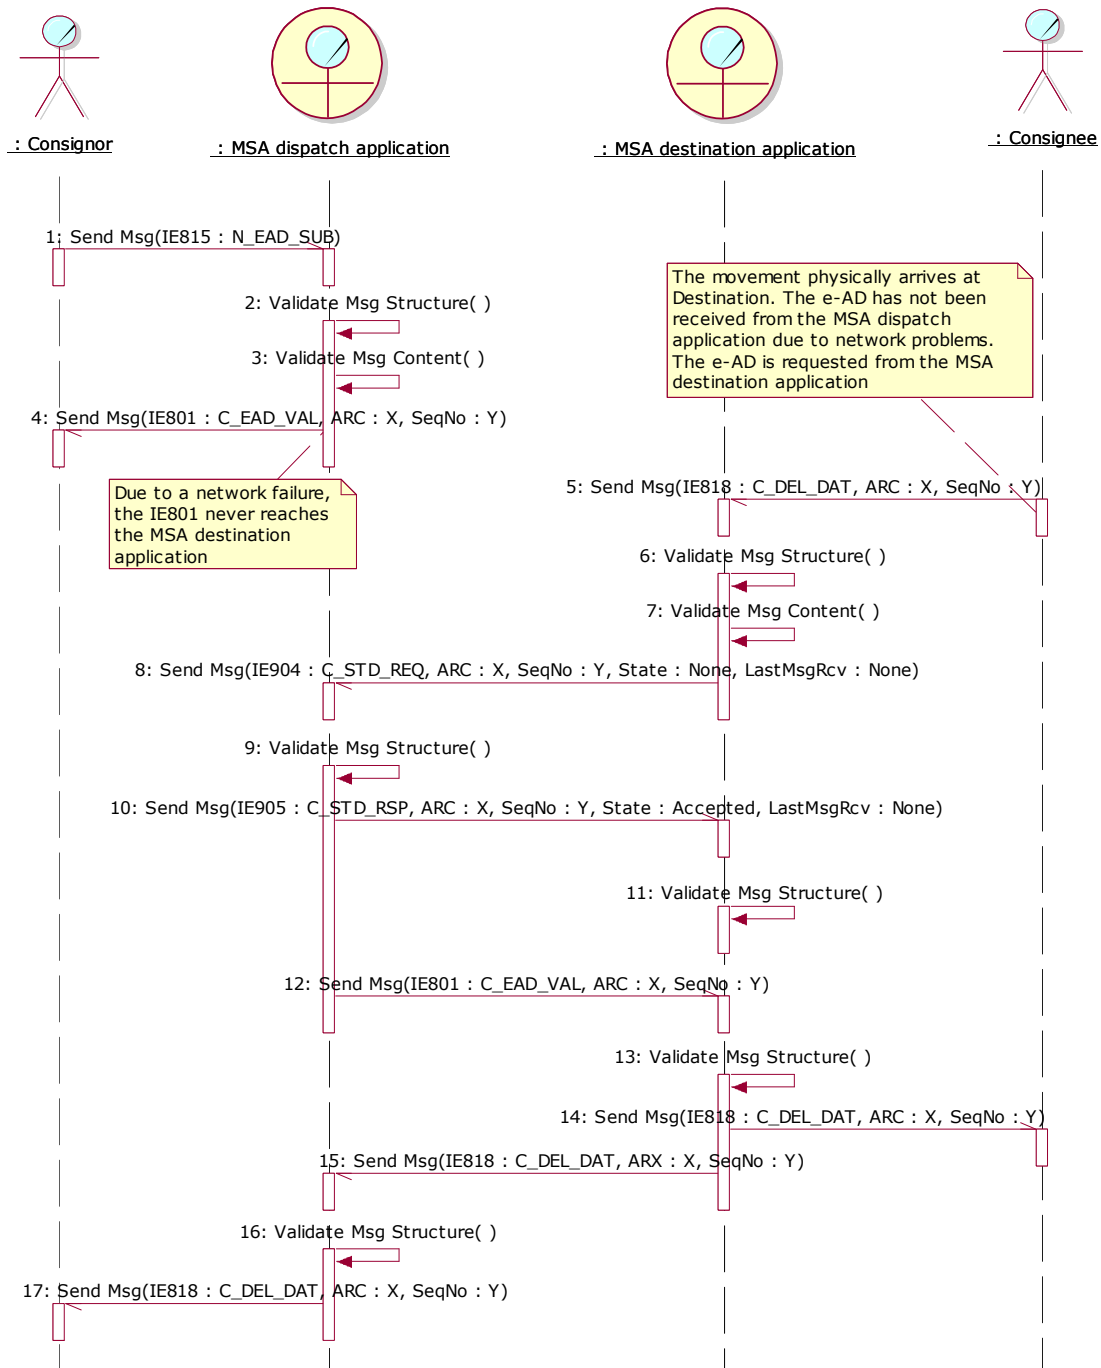 : Consignor
: MSA dispatch application
: MSA destination application
: Consignee
1: Send Msg(IE815 : N_EAD_SUB)
The movement physically arrives at
Destination. The e-AD has not been
received from the MSA dispatch
application due to network problems.
The e-AD is requested from the MSA
destination application
2: Validate Msg Structure( )
3: Validate Msg Content( )
4: Send Msg(IE801 : C_EAD_VAL, ARC : X, SeqNo : Y)
Due to a network failure,
the IE801 never reaches
the MSA destination
application
5: Send Msg(IE818 : C_DEL_DAT, ARC : X, SeqNo : Y)
6: Validate Msg Structure( )
7: Validate Msg Content( )
8: Send Msg(IE904 : C_STD_REQ, ARC : X, SeqNo : Y, State : None, LastMsgRcv : None)
9: Validate Msg Structure( )
10: Send Msg(IE905 : C_STD_RSP, ARC : X, SeqNo : Y, State : Accepted, LastMsgRcv : None)
11: Validate Msg Structure( )
12: Send Msg(IE801 : C_EAD_VAL, ARC : X, SeqNo : Y)
13: Validate Msg Structure( )
14: Send Msg(IE818 : C_DEL_DAT, ARC : X, SeqNo : Y)
15: Send Msg(IE818 : C_DEL_DAT, ARX : X, SeqNo : Y)
16: Validate Msg Structure( )
17: Send Msg(IE818 : C_DEL_DAT, ARC : X, SeqNo : Y)